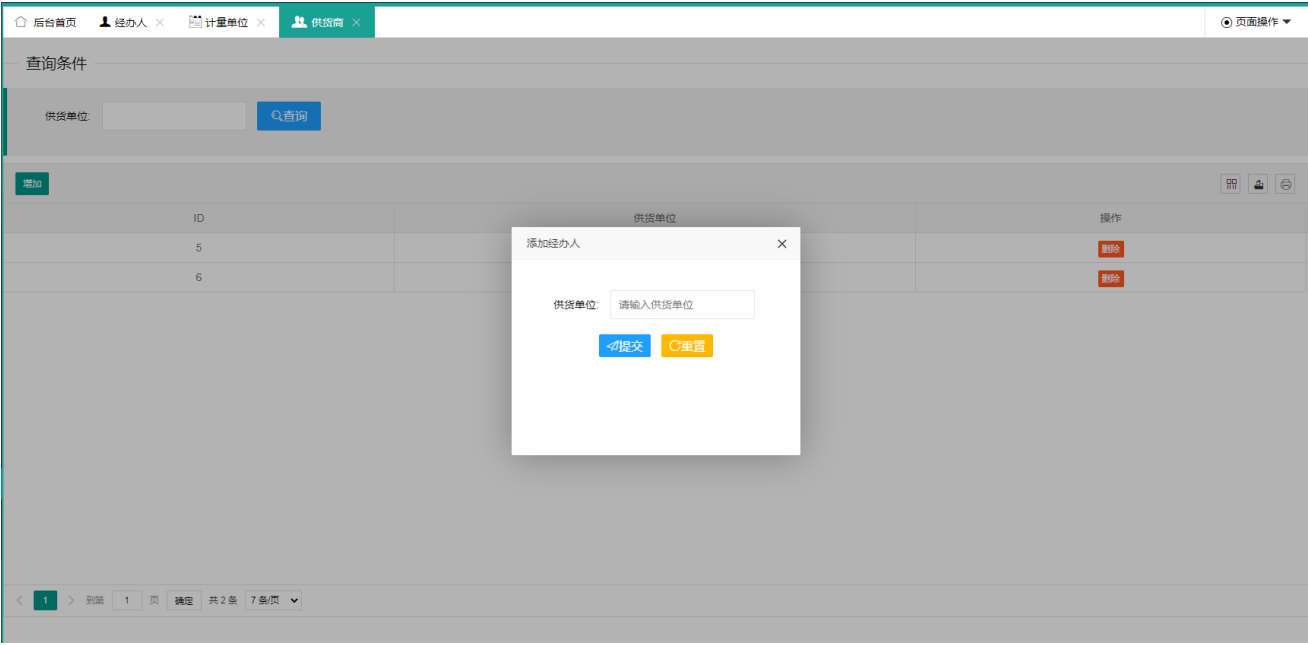 后台首页 经办人 计量单位 供货商 页面操作
查询条件
供货单位: 查询
增加
ID 供货单位 操作
添加经办人
5 删除
6 删除
供货单位: 请输入供货单位
提交 重置
1 到第 1 页 确定 共 2 条 7 条/页